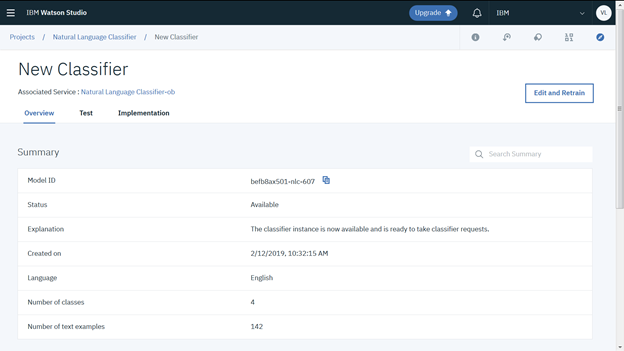 IBM Watson Studio
Upgrade
IBM
VL
Projects / Natural Language Classifier / New Classifier
New Classifier
Associated Service : Natural Language Classifier-ob
Edit and Retrain
Overview Test Implementation
Summary
Search Summary
Model ID befb8ax501-nlc-607
Status Available
Explanation The classifier instance is now available and is ready to take classifier requests.
Created on 2/12/2019, 10:32:15 AM
Language English
Number of classes 4
Number of text examples 142